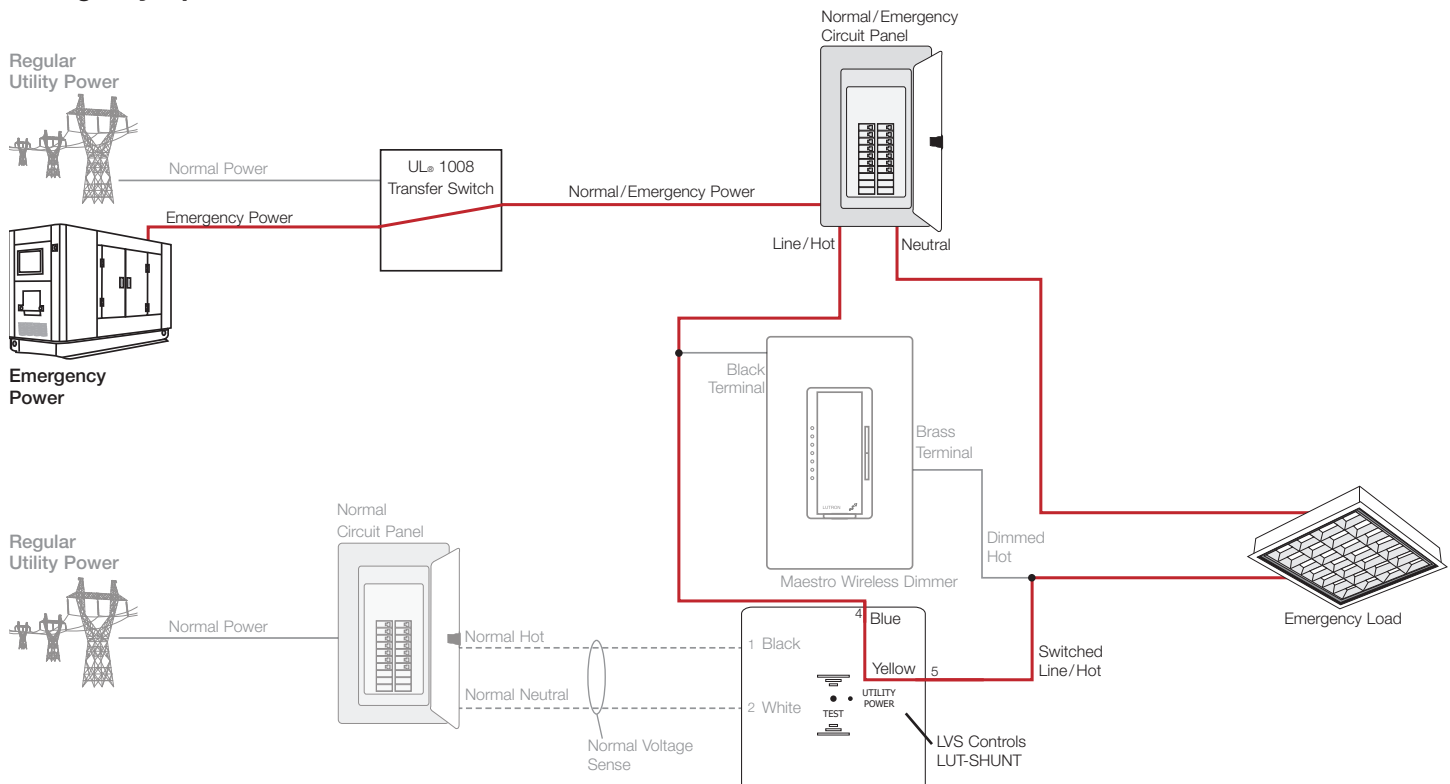 Normal/Emergency
Circuit Panel
Regular
Utility Power
Normal Power
UL® 1008
Transfer Switch
Normal/Emergency Power
Emergency Power
Line/Hot
Neutral
Emergency
Power
Black
Terminal
Brass
Terminal
LUTRON
Normal
Circuit Panel
Regular
Utility Power
Dimmed
Hot
Maestro Wireless Dimmer
Emergency Load
4
Blue
Normal Power
Normal Hot
1 Black
Switched
Line/Hot
Yellow
5
Normal Neutral
2 White
UTILITY
POWER
TEST
Normal Voltage
Sense
LVS Controls
LUT-SHUNT